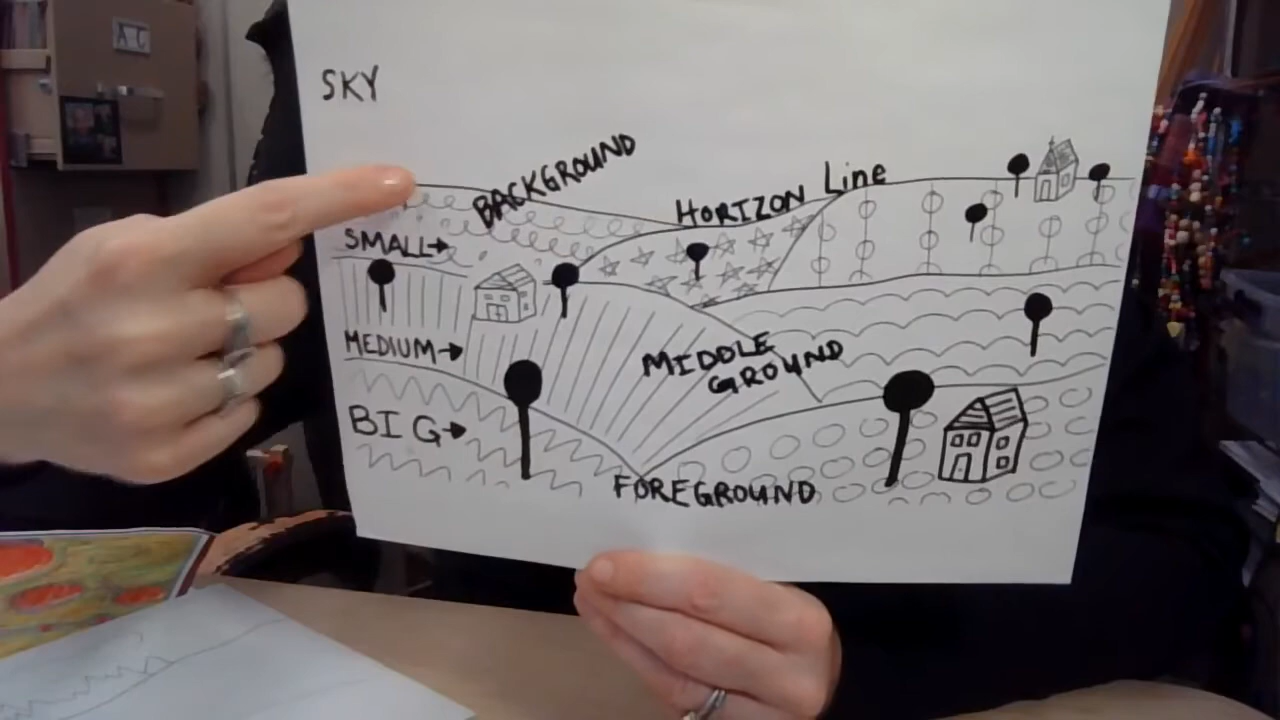 A C
SKY
BACKGROUND
HORIZON Line
SMALL→
MEDIUM→
MIDDLE
GROUND
BIG→
FOREGROUND